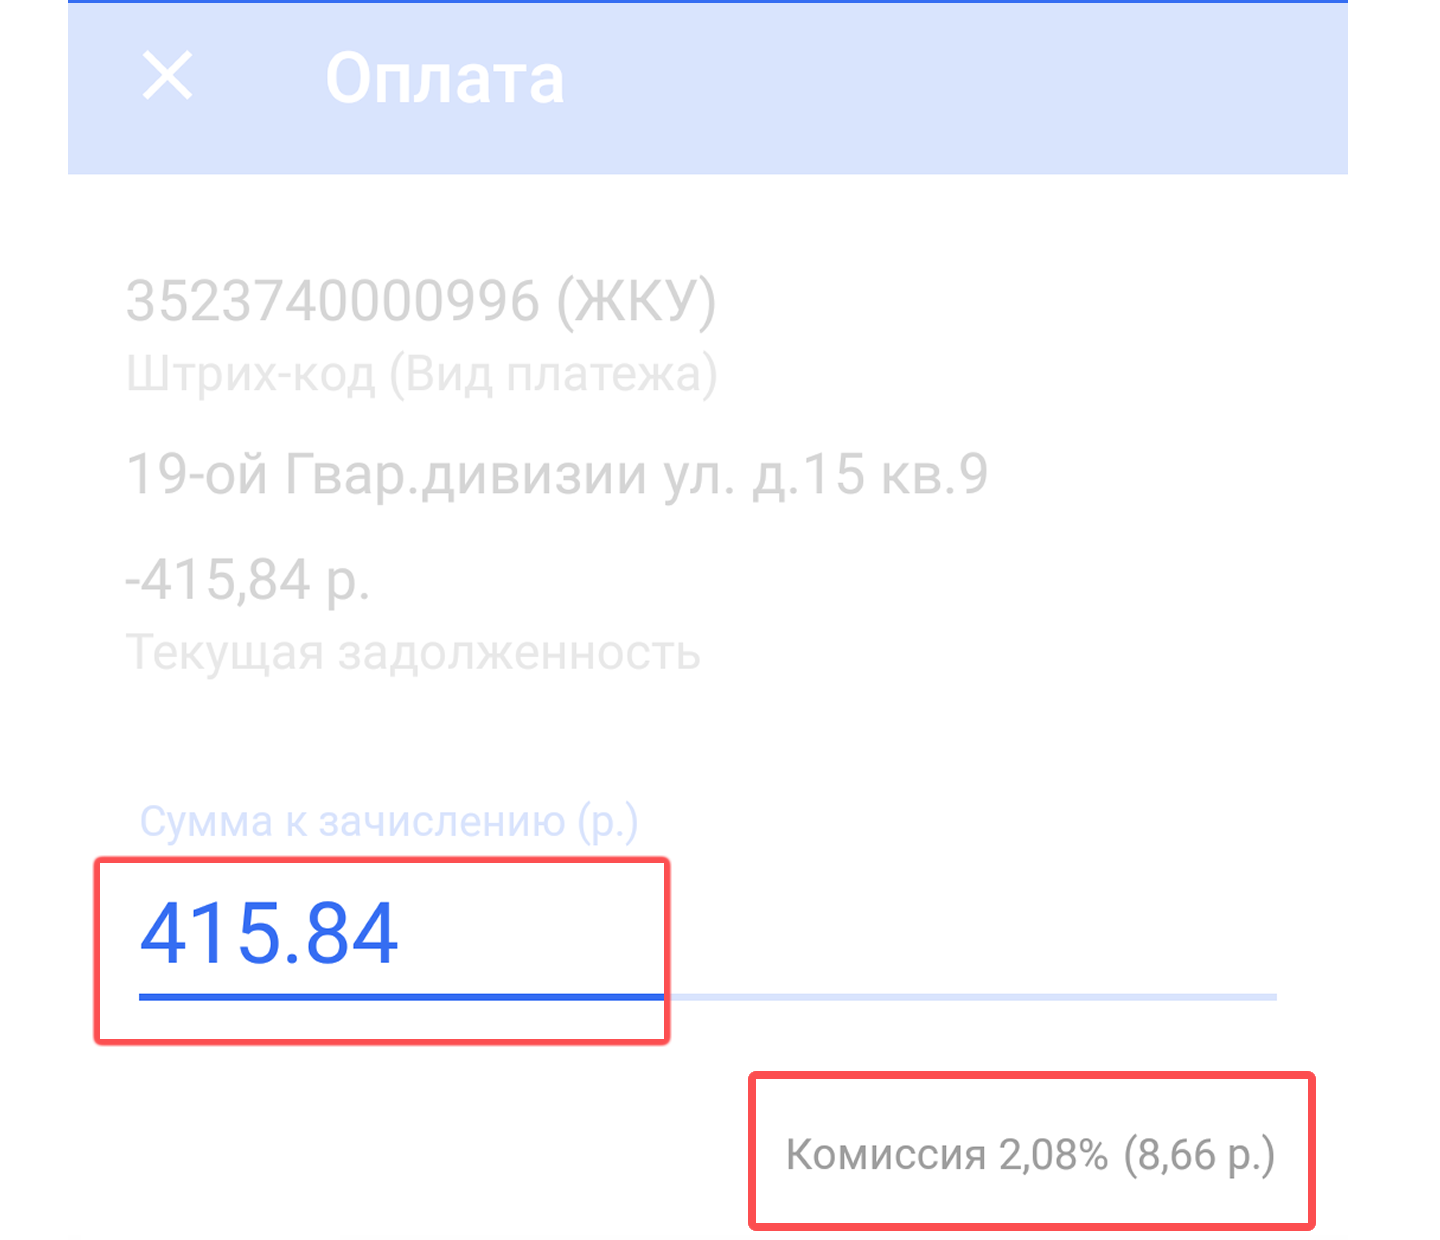 Оплата
3523740000996 (ЖКУ)
Штрих-код (Вид платежа)
19-ой Гвар.дивизии ул. д.15 кв.9
-415,84 р.
Текущая задолженность
Сумма к зачислению (р.)
415.84
Комиссия 2,08% (8,66 р.)